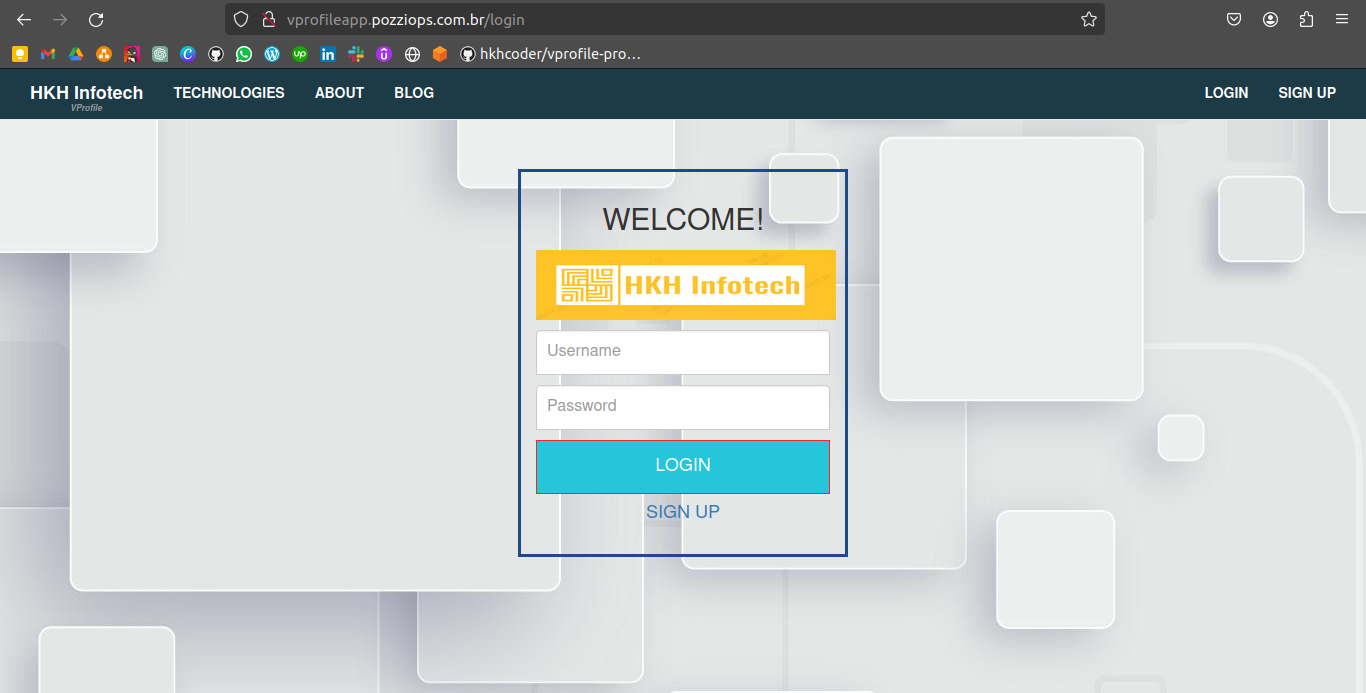 vprofileapp.pozziops.com.br/login
hkhcoder/vprofile-pro…
HKH Infotech
VProfile
TECHNOLOGIES
ABOUT
BLOG
LOGIN
SIGN UP
WELCOME!
HKH Infotech
Username
Password
LOGIN
SIGN UP